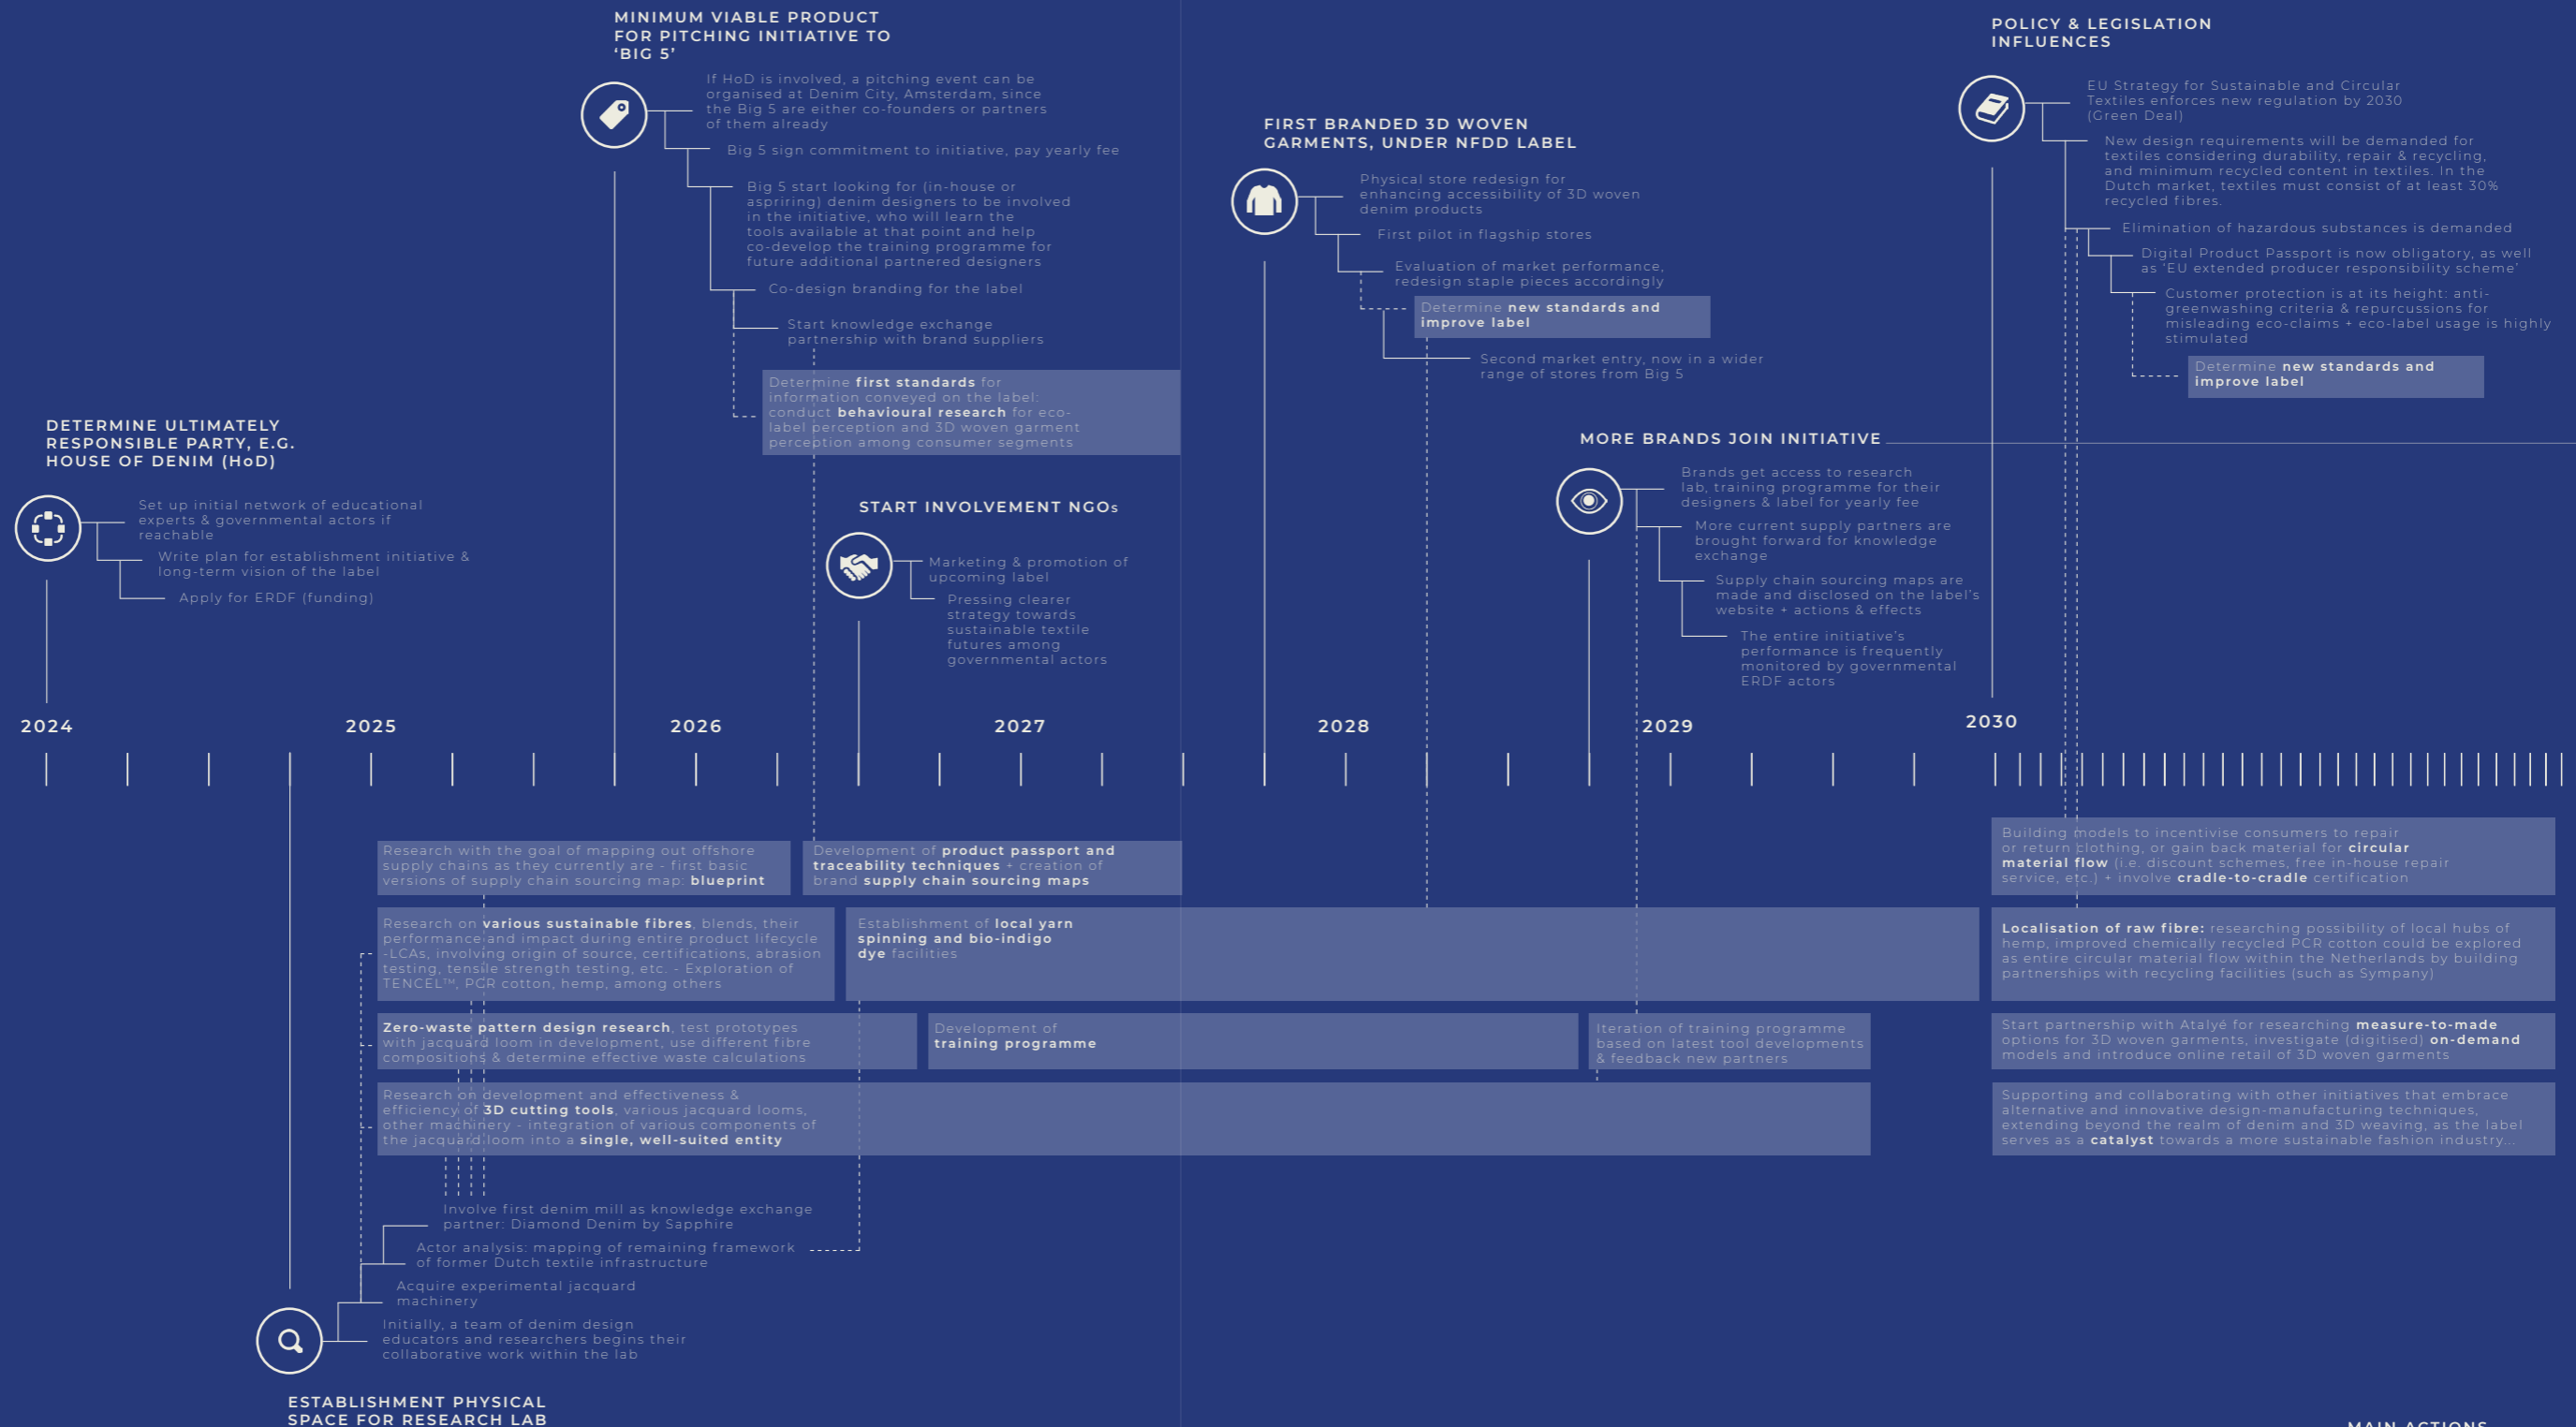 MINIMUM VIABLE PRODUCT
FOR PITCHING INITIATIVE TO
‘BIG 5’
If HoD is involved, a pitching event can be
organised at Denim City, Amsterdam, since
the Big 5 are either co-founders or partners
of them already
Big 5 sign commitment to initiative, pay yearly fee
Big 5 start looking for (in-house or
aspriring) denim designers to be involved
in the initiative, who will learn the
tools available at that point and help
co-develop the training programme for
future additional partnered designers
Co-design branding for the label
Start knowledge exchange
partnership with brand suppliers
Determine first standards for
information conveyed on the label:
conduct behavioural research for eco-
label perception and 3D woven garment
perception among consumer segments
POLICY & LEGISLATION
INFLUENCES
EU Strategy for Sustainable and Circular
Textiles enforces new regulation by 2030
(Green Deal)
New design requirements will be demanded for
textiles considering durability, repair & recycling,
and minimum recycled content in textiles. In the
Dutch market, textiles must consist of at least 30%
recycled fibres.
Elimination of hazardous substances is demanded
Digital Product Passport is now obligatory, as well
as ‘EU extended producer responsibility scheme’
Customer protection is at its height: anti-
greenwashing criteria & repurcussions for
misleading eco-claims + eco-label usage is highly
stimulated
Determine new standards and
improve label
FIRST BRANDED 3D WOVEN
GARMENTS, UNDER NFDD LABEL
Physical store redesign for
enhancing accessibility of 3D woven
denim products
First pilot in flagship stores
Evaluation of market performance,
redesign staple pieces accordingly
Determine new standards and
improve label
Second market entry, now in a wider
range of stores from Big 5
DETERMINE ULTIMATELY
RESPONSIBLE PARTY, E.G.
HOUSE OF DENIM (HoD)
Set up initial network of educational
experts & governmental actors if
reachable
Write plan for establishment initiative &
long-term vision of the label
Apply for ERDF (funding)
START INVOLVEMENT NGOs
Marketing & promotion of
upcoming label
Pressing clearer
strategy towards
sustainable textile
futures among
governmental actors
MORE BRANDS JOIN INITIATIVE
Brands get access to research
lab, training programme for their
designers & label for yearly fee
More current supply partners are
brought forward for knowledge
exchange
Supply chain sourcing maps are
made and disclosed on the label’s
website + actions & effects
The entire initiative’s
performance is frequently
monitored by governmental
ERDF actors
2024
2025
2026
2027
2028
2029
2030
Research with the goal of mapping out offshore
supply chains as they currently are - first basic
versions of supply chain sourcing map: blueprint
Development of product passport and
traceability techniques + creation of
brand supply chain sourcing maps
Building models to incentivise consumers to repair
or return clothing, or gain back material for circular
material flow (i.e. discount schemes, free in-house repair
service, etc.) + involve cradle-to-cradle certification
Research on various sustainable fibres, blends, their
performance and impact during entire product lifecycle
-LCAs, involving origin of source, certifications, abrasion
testing, tensile strength testing, etc. - Exploration of
TENCEL™, PCR cotton, hemp, among others
Establishment of local yarn
spinning and bio-indigo
dye facilities
Localisation of raw fibre: researching possibility of local hubs of
hemp, improved chemically recycled PCR cotton could be explored
as entire circular material flow within the Netherlands by building
partnerships with recycling facilities (such as Sympany)
Zero-waste pattern design research, test prototypes
with jacquard loom in development, use different fibre
compositions & determine effective waste calculations
Development of
training programme
Iteration of training programme
based on latest tool developments
& feedback new partners
Start partnership with Atalyé for researching measure-to-made
options for 3D woven garments, investigate (digitised) on-demand
models and introduce online retail of 3D woven garments
Research on development and effectiveness &
efficiency of 3D cutting tools, various jacquard looms,
other machinery - integration of various components of
the jacquard loom into a single, well-suited entity
Supporting and collaborating with other initiatives that embrace
alternative and innovative design-manufacturing techniques,
extending beyond the realm of denim and 3D weaving, as the label
serves as a catalyst towards a more sustainable fashion industry...
Involve first denim mill as knowledge exchange
partner: Diamond Denim by Sapphire
Actor analysis: mapping of remaining framework
of former Dutch textile infrastructure
Acquire experimental jacquard
machinery
Initially, a team of denim design
educators and researchers begins their
collaborative work within the lab
ESTABLISHMENT PHYSICAL
SPACE FOR RESEARCH LAB
MAIN ACTIONS